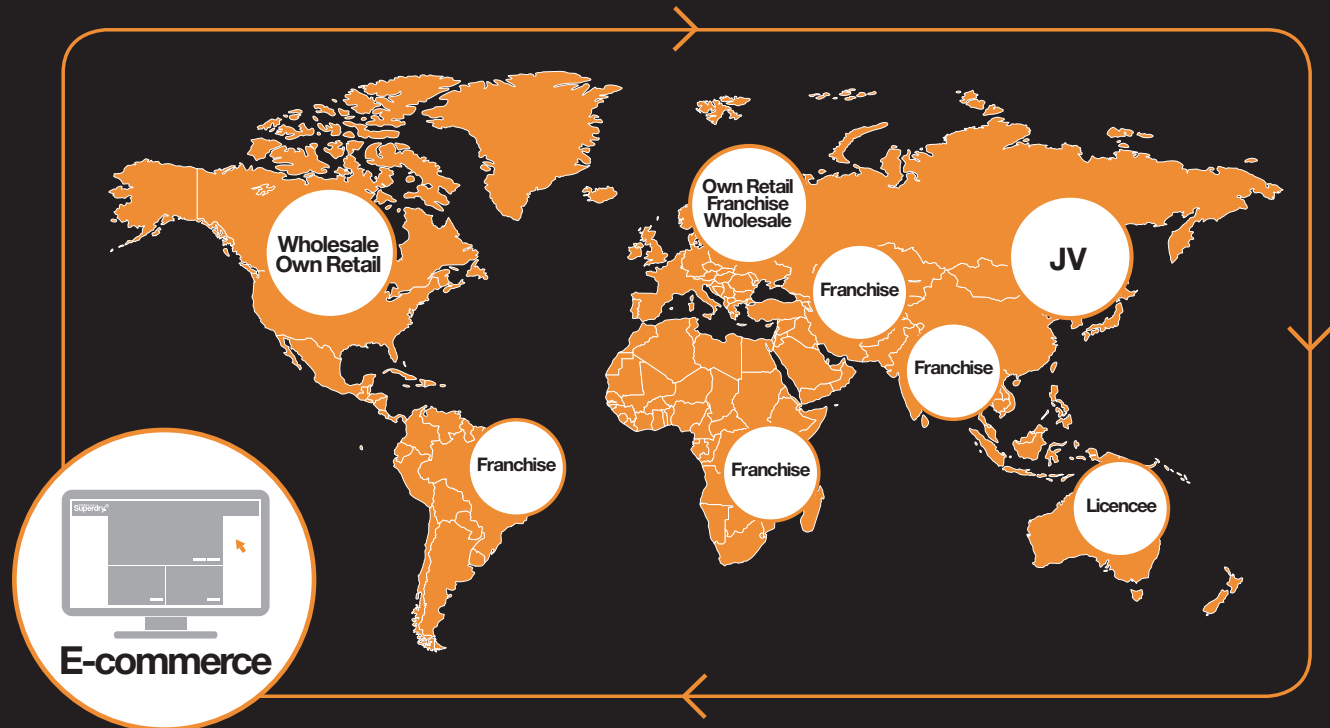 Own Retail
Franchise
Wholesale
Wholesale
Own Retail
JV
Franchise
Franchise
Franchise
Franchise
Licencee
Superdry.
E-commerce